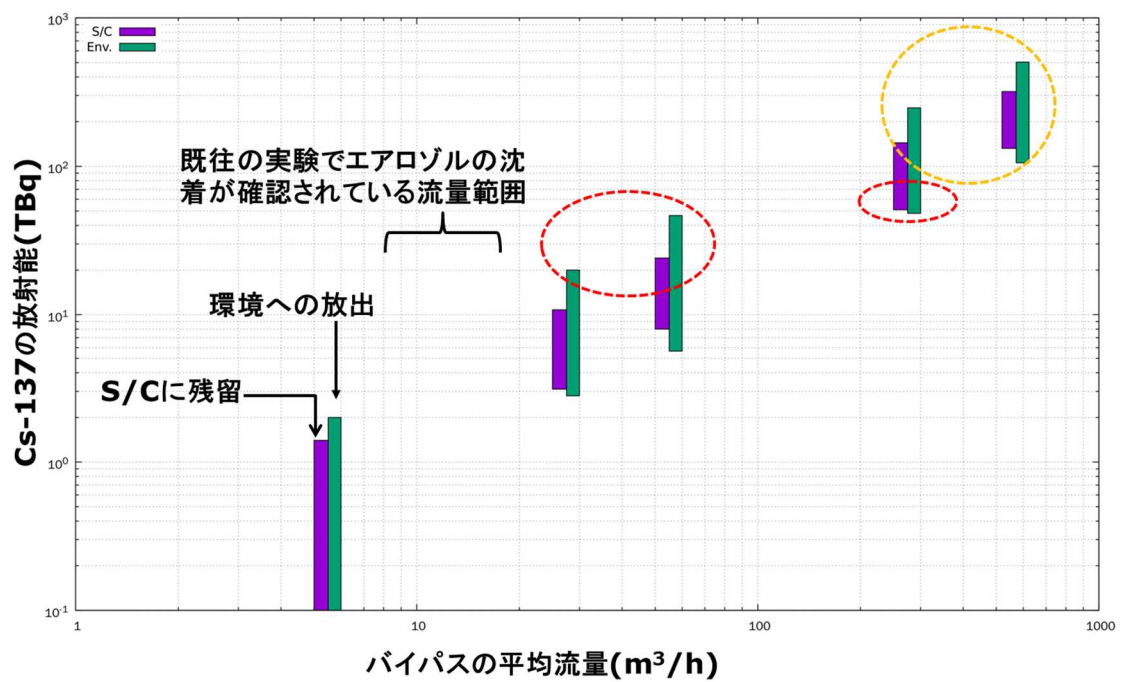 S/C
Env.
10³
10²
10¹
10⁰
10⁻¹
Cs-137の放射能(TBq)
既往の実験でエアロゾルの沈
着が確認されている流量範囲
環境への放出
S/Cに残留
1
10
100
1000
バイパスの平均流量(m³/h)